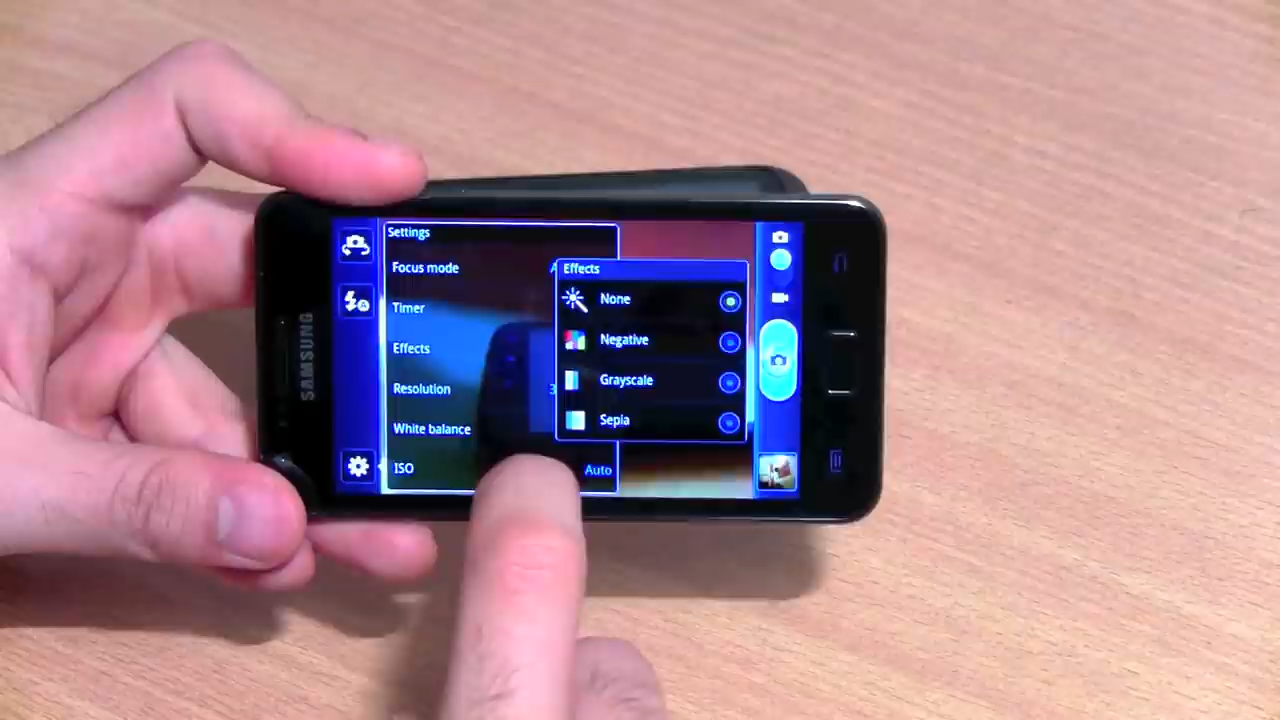 SAMSUNG
Settings
Focus mode
Timer
Effects
Resolution
White balance
ISO Auto
Effects
None
Negative
Grayscale
Sepia